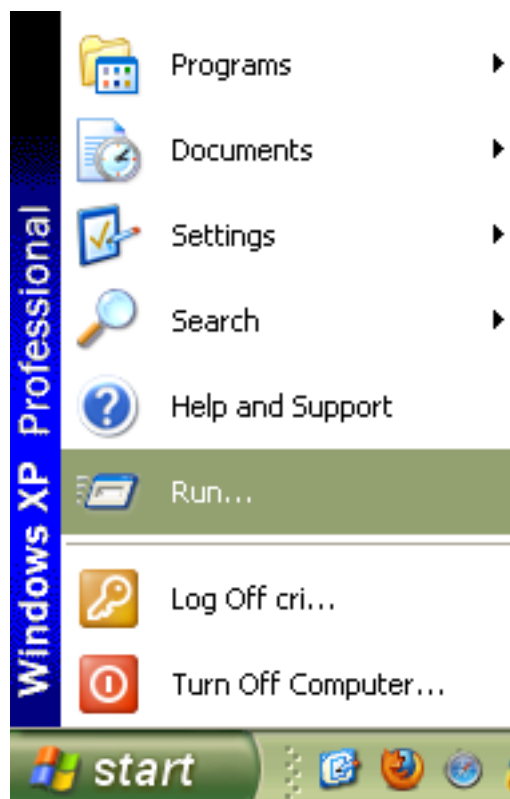 Programs
Documents
Settings
Search
Help and Support
Run...
Log Off cri...
Turn Off Computer...
Windows XP Professional
start